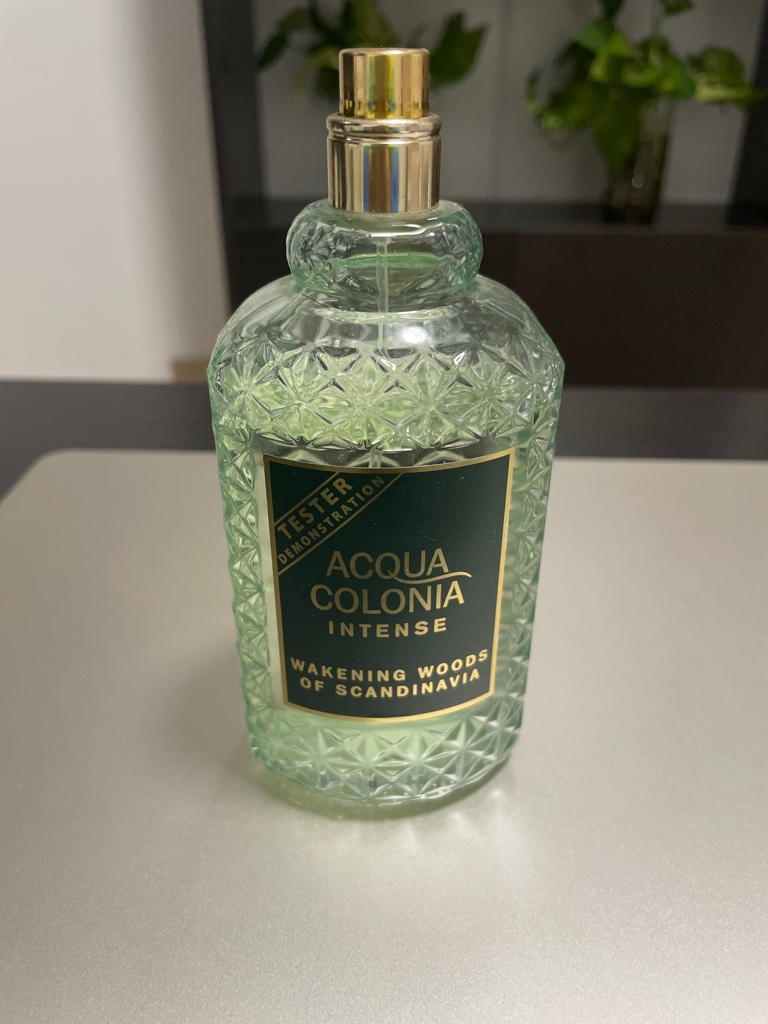 TESTER
DEMONSTRATION
ACQUA
COLONIA
INTENSE
WAKENING WOODS
OF SCANDINAVIA